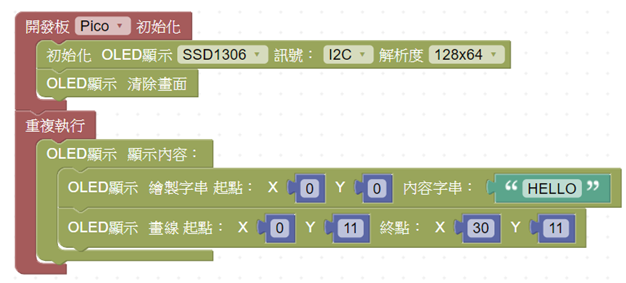 開發板 Pico 初始化
初始化 OLED顯示 SSD1306 訊號： I2C 解析度 128x64
OLED顯示 清除畫面
重複執行
OLED顯示 顯示內容：
OLED顯示 繪製字串 起點： X 0 Y 0 內容字串： “ HELLO ”
OLED顯示 畫線 起點： X 0 Y 11 終點： X 30 Y 11